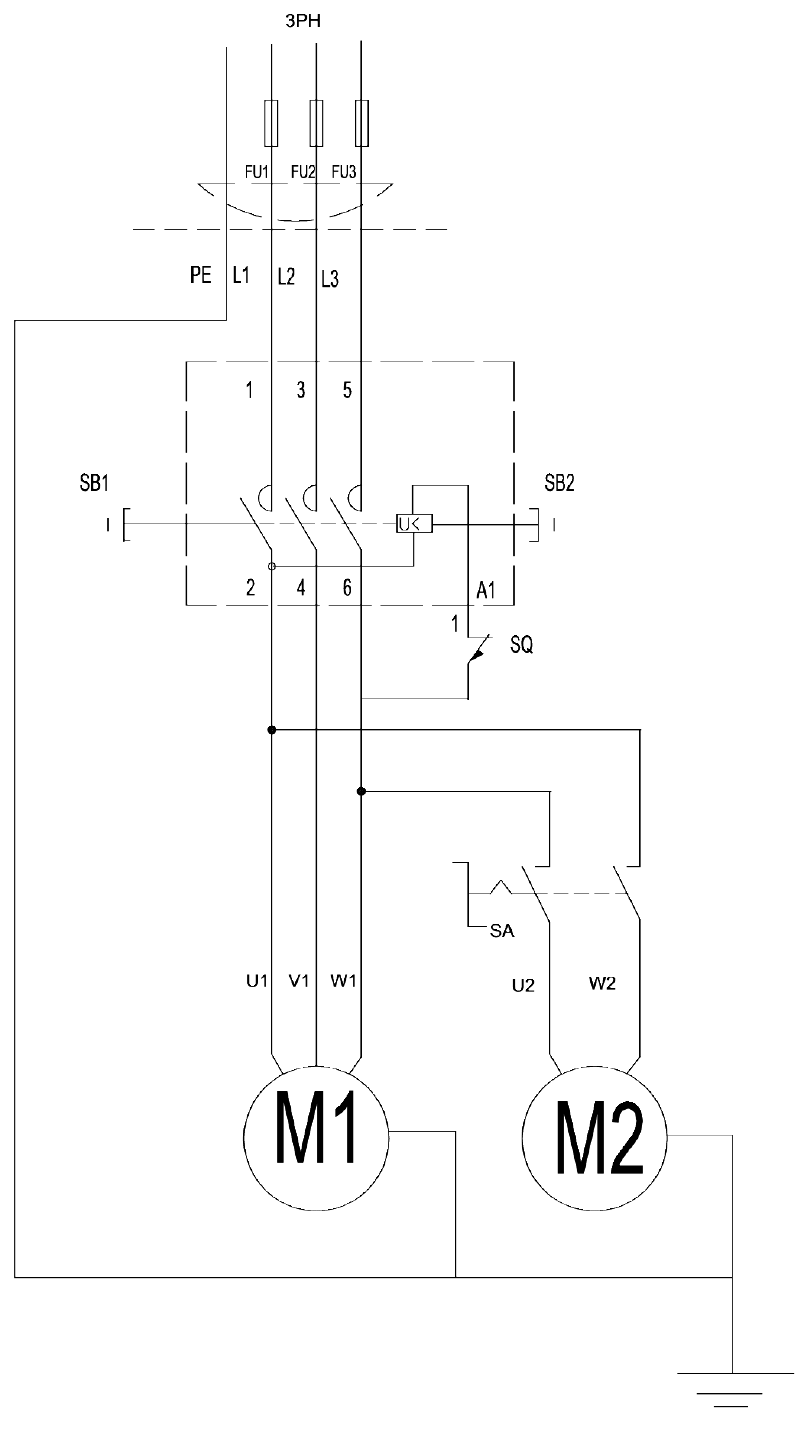 3PH
FU1 FU2 FU3
PE L1 L2 L3
1 3 5
SB1 SB2
I U< I
2 4 6 A1
1 SQ
SA
U1 V1 W1 U2 W2
M1 M2